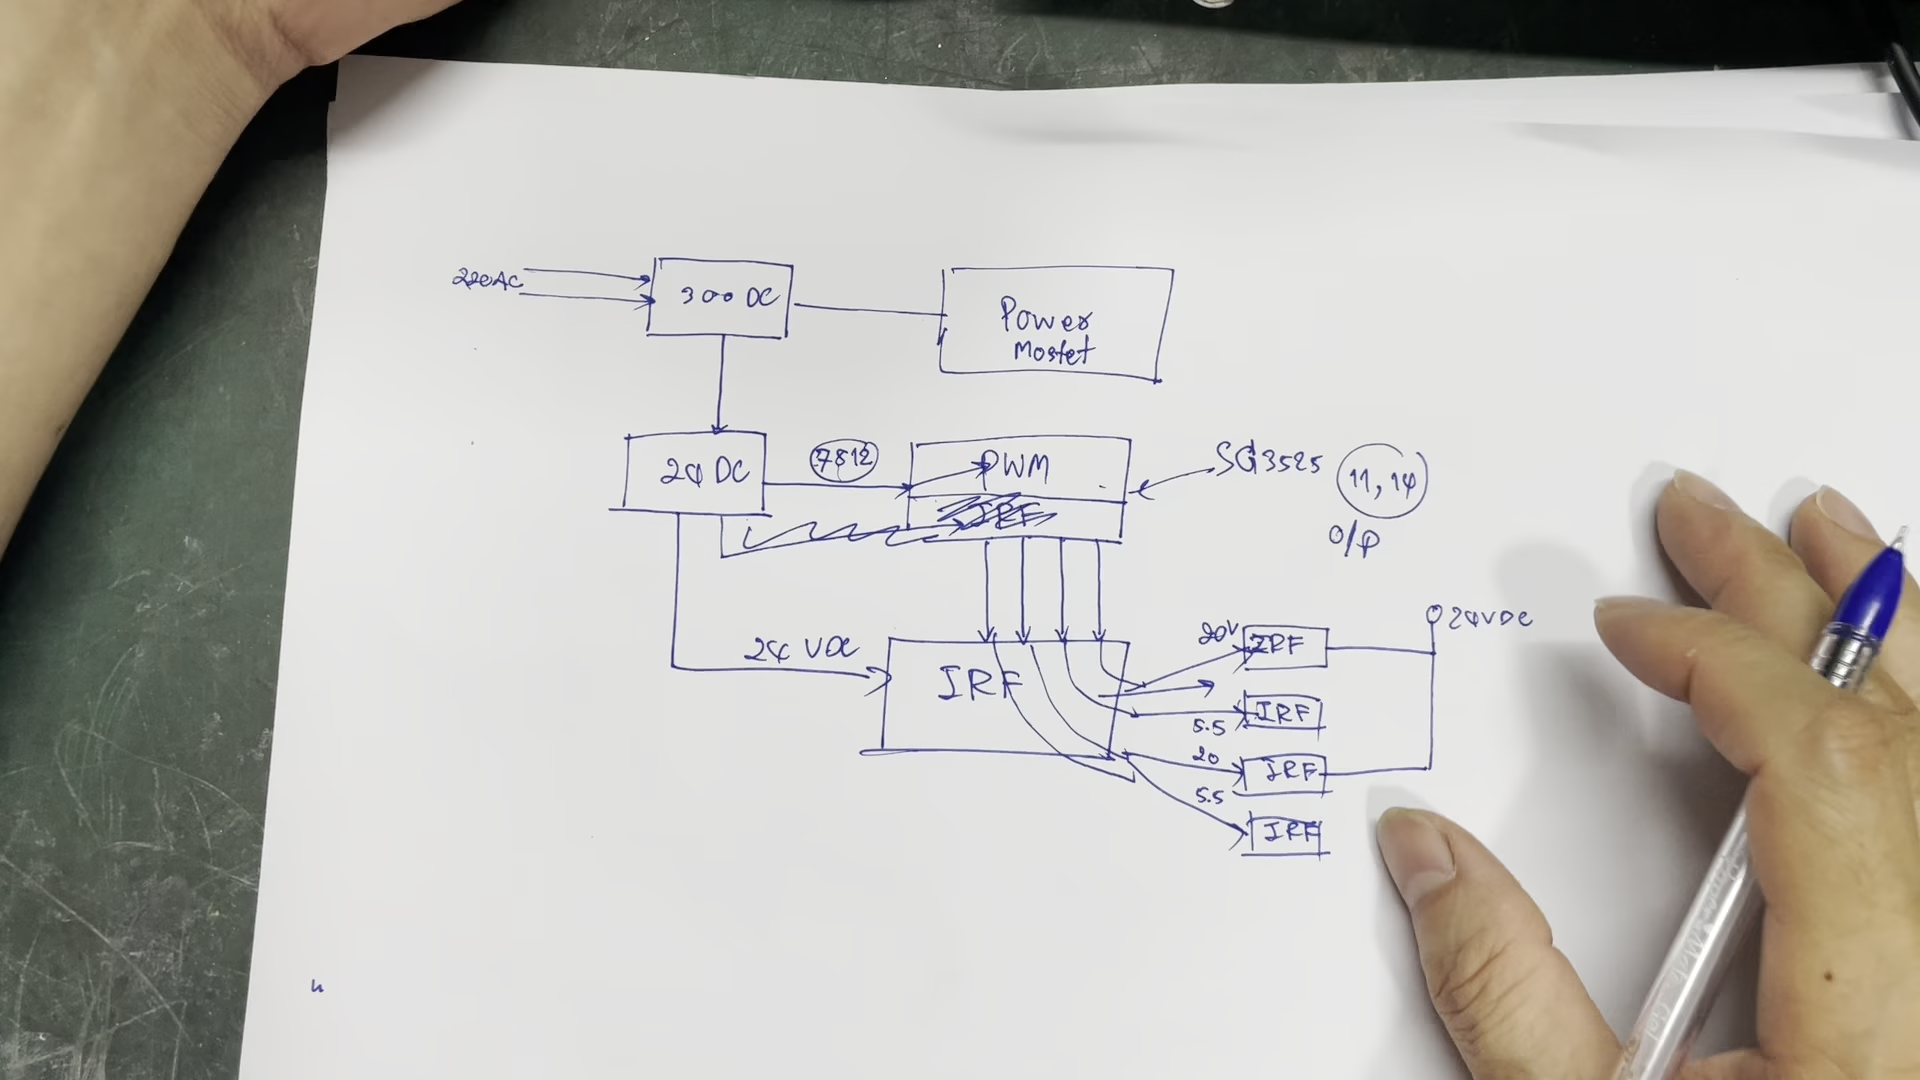 220AC
300 DC
Power
Mosfet
24 DC
7812
PWM
SG3525
11, 14
O/P
24 VDC
IRF
20V
IRF
24VDC
5.5
IRF
20
IRF
5.5
IRF